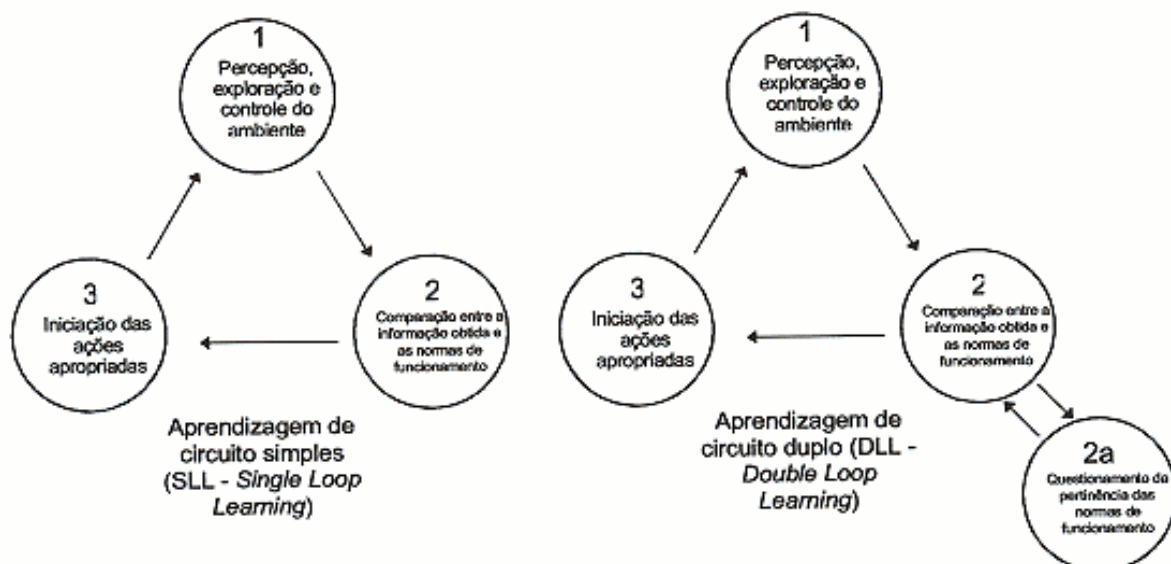 1
Percepção,
exploração e
controle do
ambiente
3
Iniciação das
ações
apropriadas
2
Comparação entre a
informação obtida e
as normas de
funcionamento
Aprendizagem de
circuito simples
(SLL - Single Loop
Learning)
1
Percepção,
exploração e
controle do
ambiente
3
Iniciação das
ações
apropriadas
2
Comparação entre a
informação obtida e
as normas de
funcionamento
Aprendizagem de
circuito duplo (DLL -
Double Loop
Learning)
2a
Questionamento da
pertinência das
normas de
funcionamento